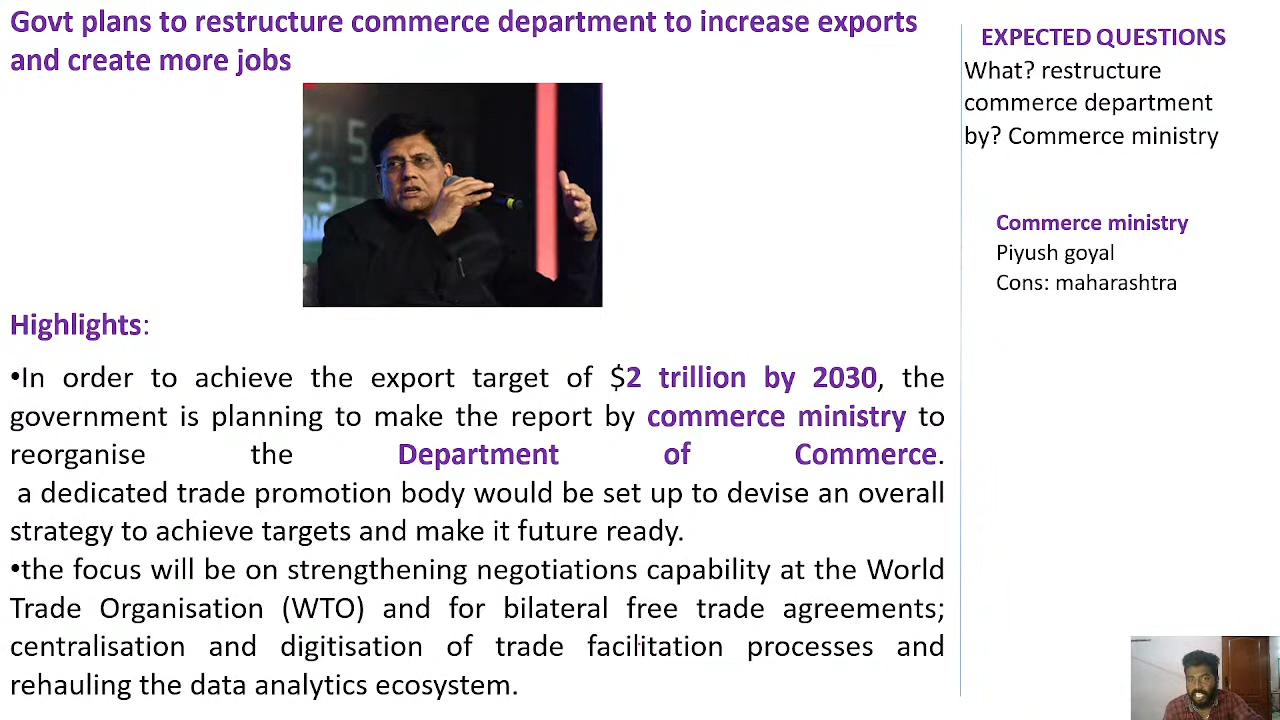 Govt plans to restructure commerce department to increase exports
and create more jobs
Highlights:
•In order to achieve the export target of $2 trillion by 2030, the
government is planning to make the report by commerce ministry to
reorganise the Department of Commerce.
a dedicated trade promotion body would be set up to devise an overall
strategy to achieve targets and make it future ready.
•the focus will be on strengthening negotiations capability at the World
Trade Organisation (WTO) and for bilateral free trade agreements;
centralisation and digitisation of trade facilitation processes and
rehauling the data analytics ecosystem.
EXPECTED QUESTIONS
What? restructure
commerce department
by? Commerce ministry
Commerce ministry
Piyush goyal
Cons: maharashtra